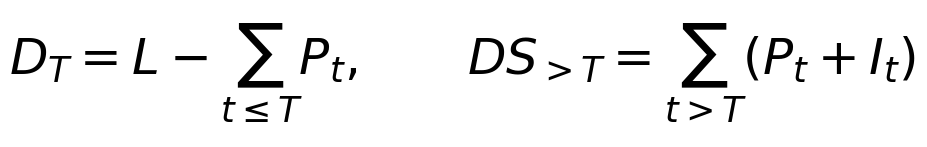 D_T = L − ∑_{t ≤ T} P_t, DS_{>T} = ∑_{t > T} (P_t + I_t)